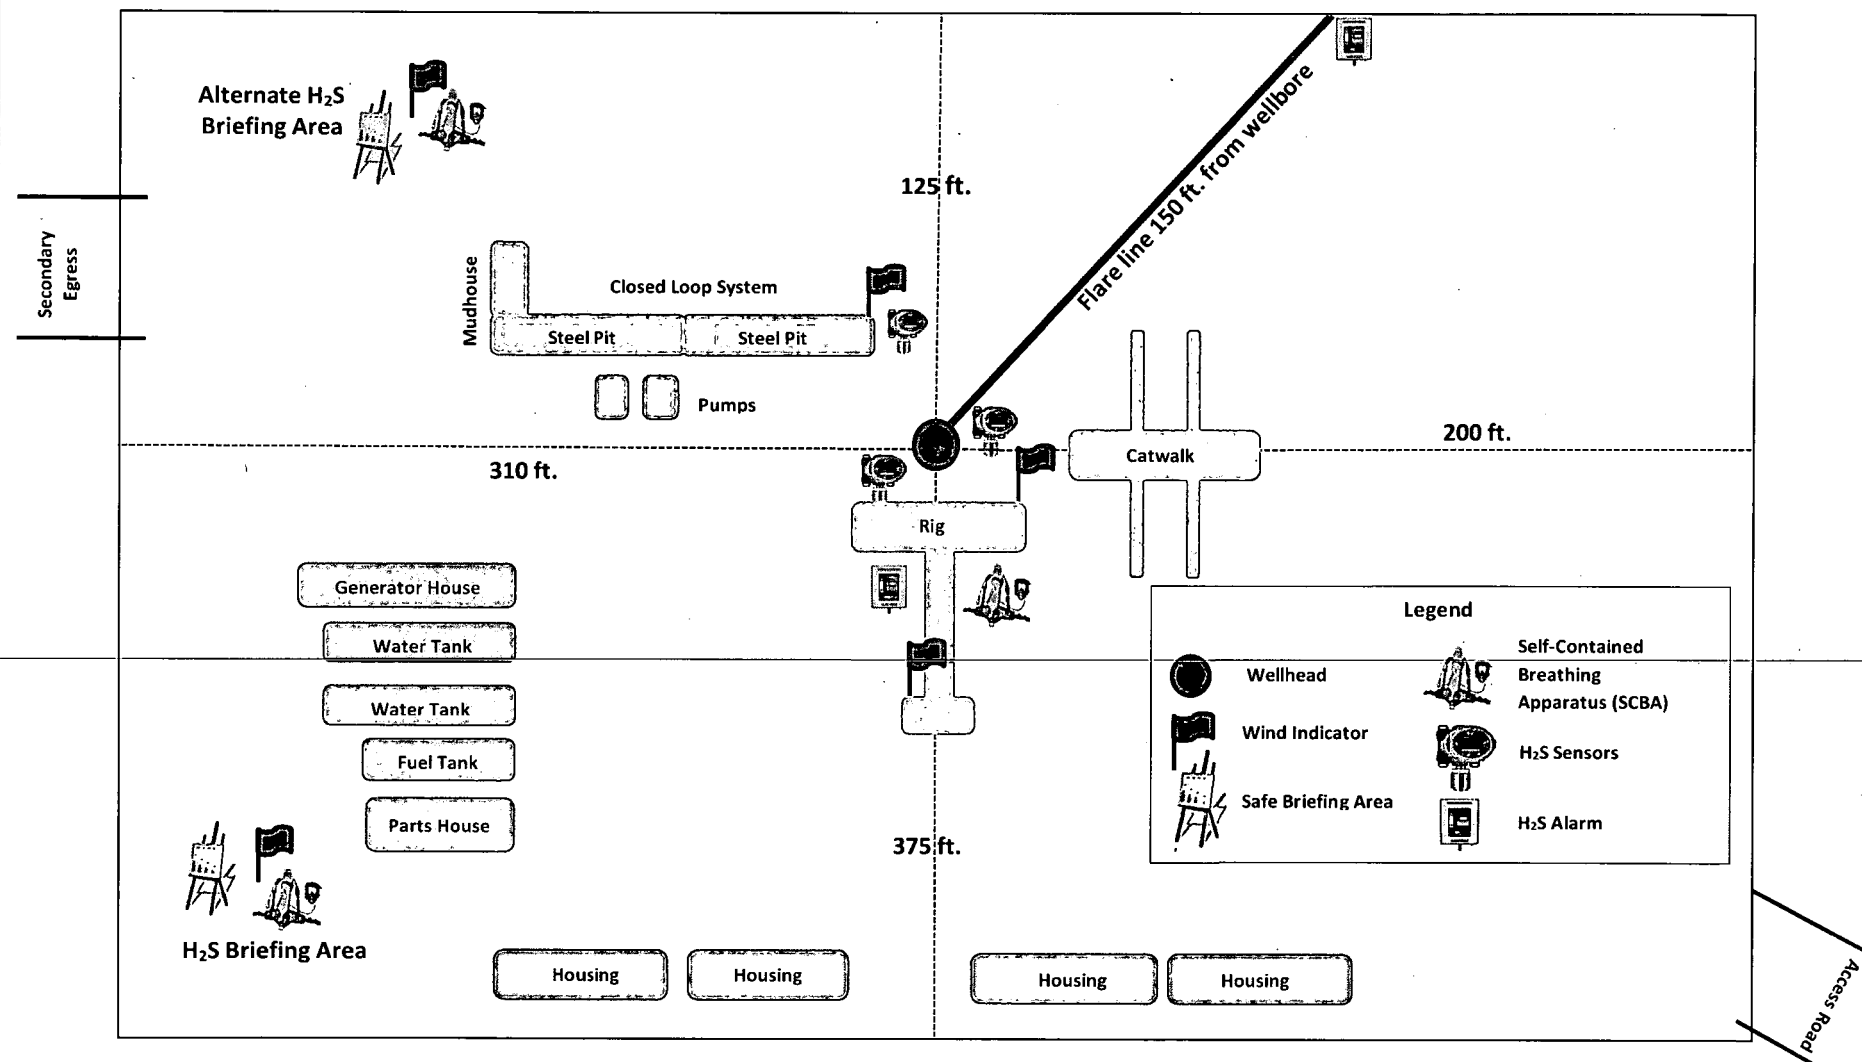 Alternate H₂S
Briefing Area
125 ft.
Flare line 150 ft. from wellbore
Secondary
Egress
Mudhouse
Closed Loop System
Steel Pit
Steel Pit
Pumps
200 ft.
310 ft.
Catwalk
Rig
Generator House
Water Tank
Water Tank
Fuel Tank
Parts House
375 ft.
H₂S Briefing Area
Housing
Housing
Housing
Housing
Legend
Wellhead
Wind Indicator
Safe Briefing Area
Self-Contained
Breathing
Apparatus (SCBA)
H₂S Sensors
H₂S Alarm
Access Road